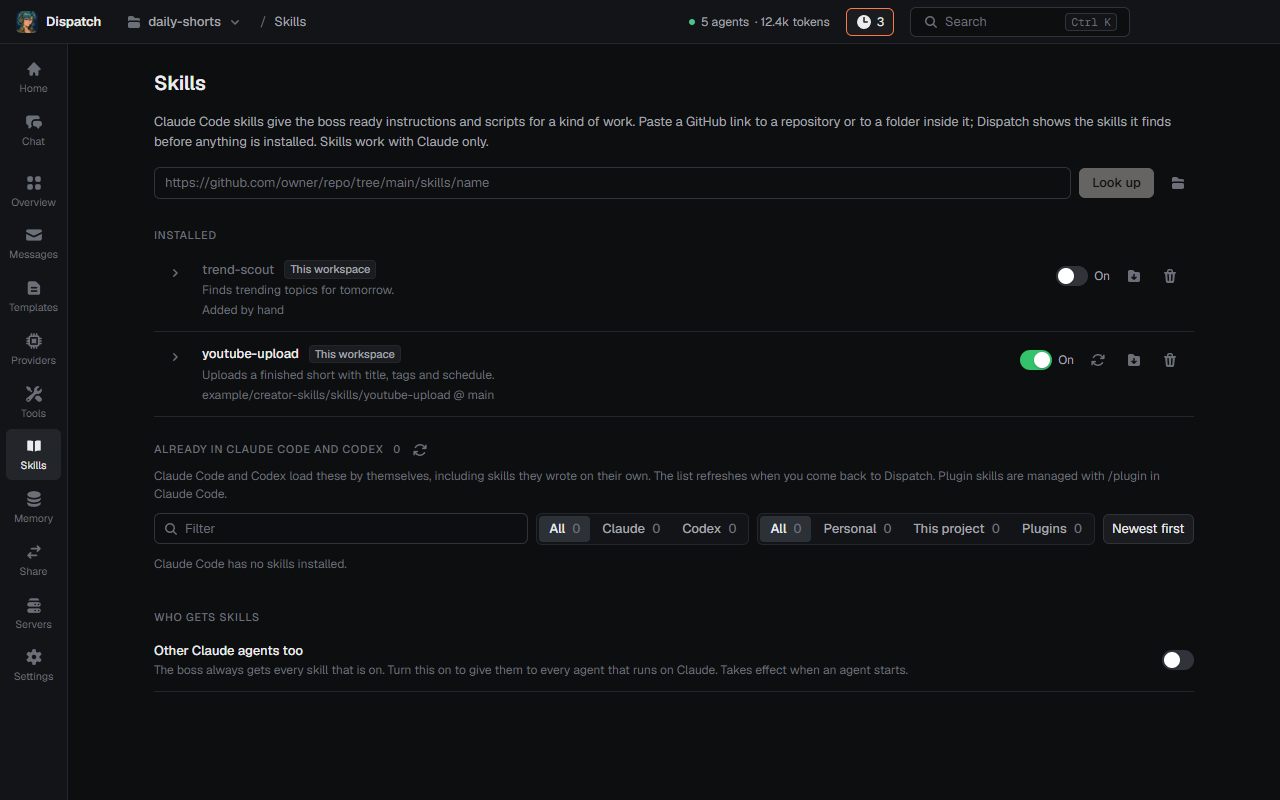 Dispatch
daily-shorts
/ Skills
5 agents · 12.4k tokens
3
Search
Ctrl K
Home
Chat
Overview
Messages
Templates
Providers
Tools
Skills
Memory
Share
Servers
Settings
Skills
Claude Code skills give the boss ready instructions and scripts for a kind of work. Paste a GitHub link to a repository or to a folder inside it; Dispatch shows the skills it finds
before anything is installed. Skills work with Claude only.
https://github.com/owner/repo/tree/main/skills/name
Look up
INSTALLED
trend-scout This workspace
Finds trending topics for tomorrow.
Added by hand
On
youtube-upload This workspace
Uploads a finished short with title, tags and schedule.
example/creator-skills/skills/youtube-upload @ main
On
ALREADY IN CLAUDE CODE AND CODEX 0
Claude Code and Codex load these by themselves, including skills they wrote on their own. The list refreshes when you come back to Dispatch. Plugin skills are managed with /plugin in
Claude Code.
Filter
All 0 Claude 0 Codex 0
All 0 Personal 0 This project 0 Plugins 0
Newest first
Claude Code has no skills installed.
WHO GETS SKILLS
Other Claude agents too
The boss always gets every skill that is on. Turn this on to give them to every agent that runs on Claude. Takes effect when an agent starts.